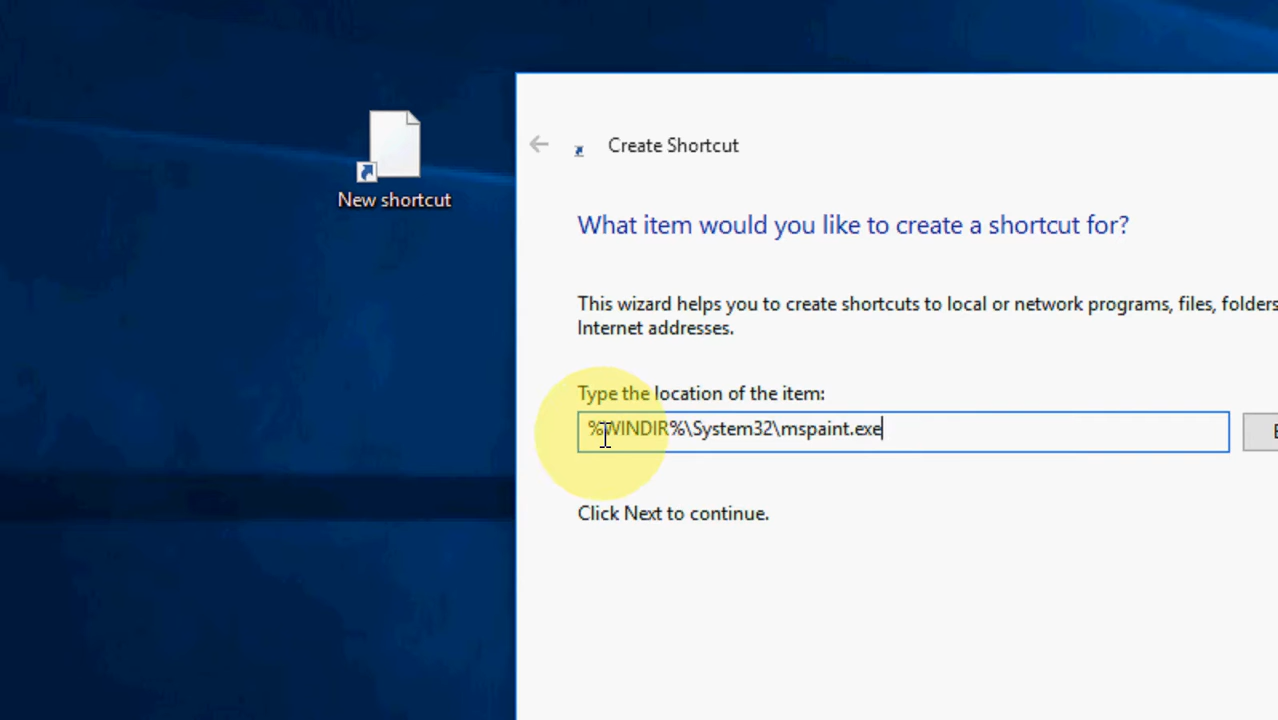 New shortcut
Create Shortcut
What item would you like to create a shortcut for?
This wizard helps you to create shortcuts to local or network programs, files, folders
Internet addresses.
Type the location of the item:
%WINDIR%\System32\mspaint.exe
Click Next to continue.